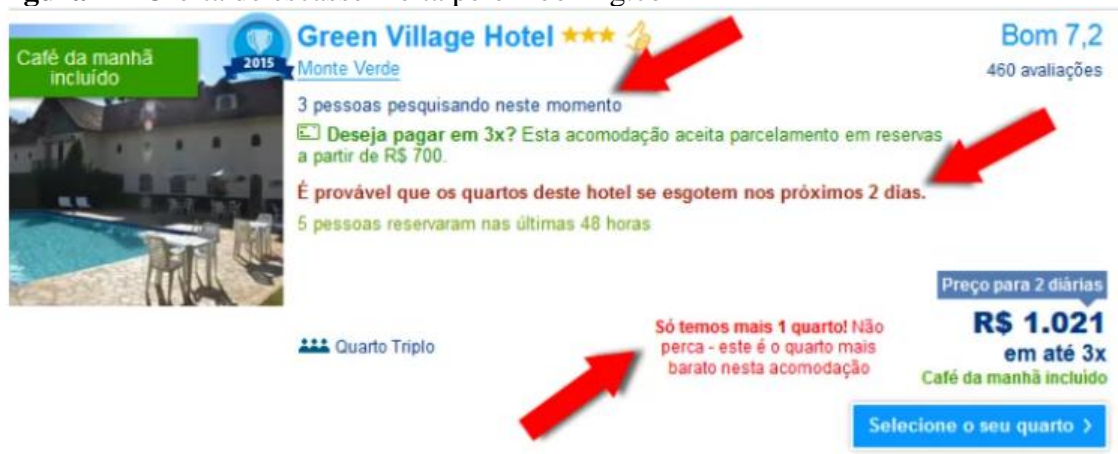 Café da manhã
incluído
2015
Green Village Hotel
Monte Verde
Bom 7,2
460 avaliações
3 pessoas pesquisando neste momento
Deseja pagar em 3x? Esta acomodação aceita parcelamento em reservas
a partir de R$ 700.
É provável que os quartos deste hotel se esgotem nos próximos 2 dias.
5 pessoas reservaram nas últimas 48 horas
Quarto Triplo
Só temos mais 1 quarto! Não
perca - este é o quarto mais
barato nesta acomodação
Preço para 2 diárias
R$ 1.021
em até 3x
Café da manhã incluído
Selecione o seu quarto >